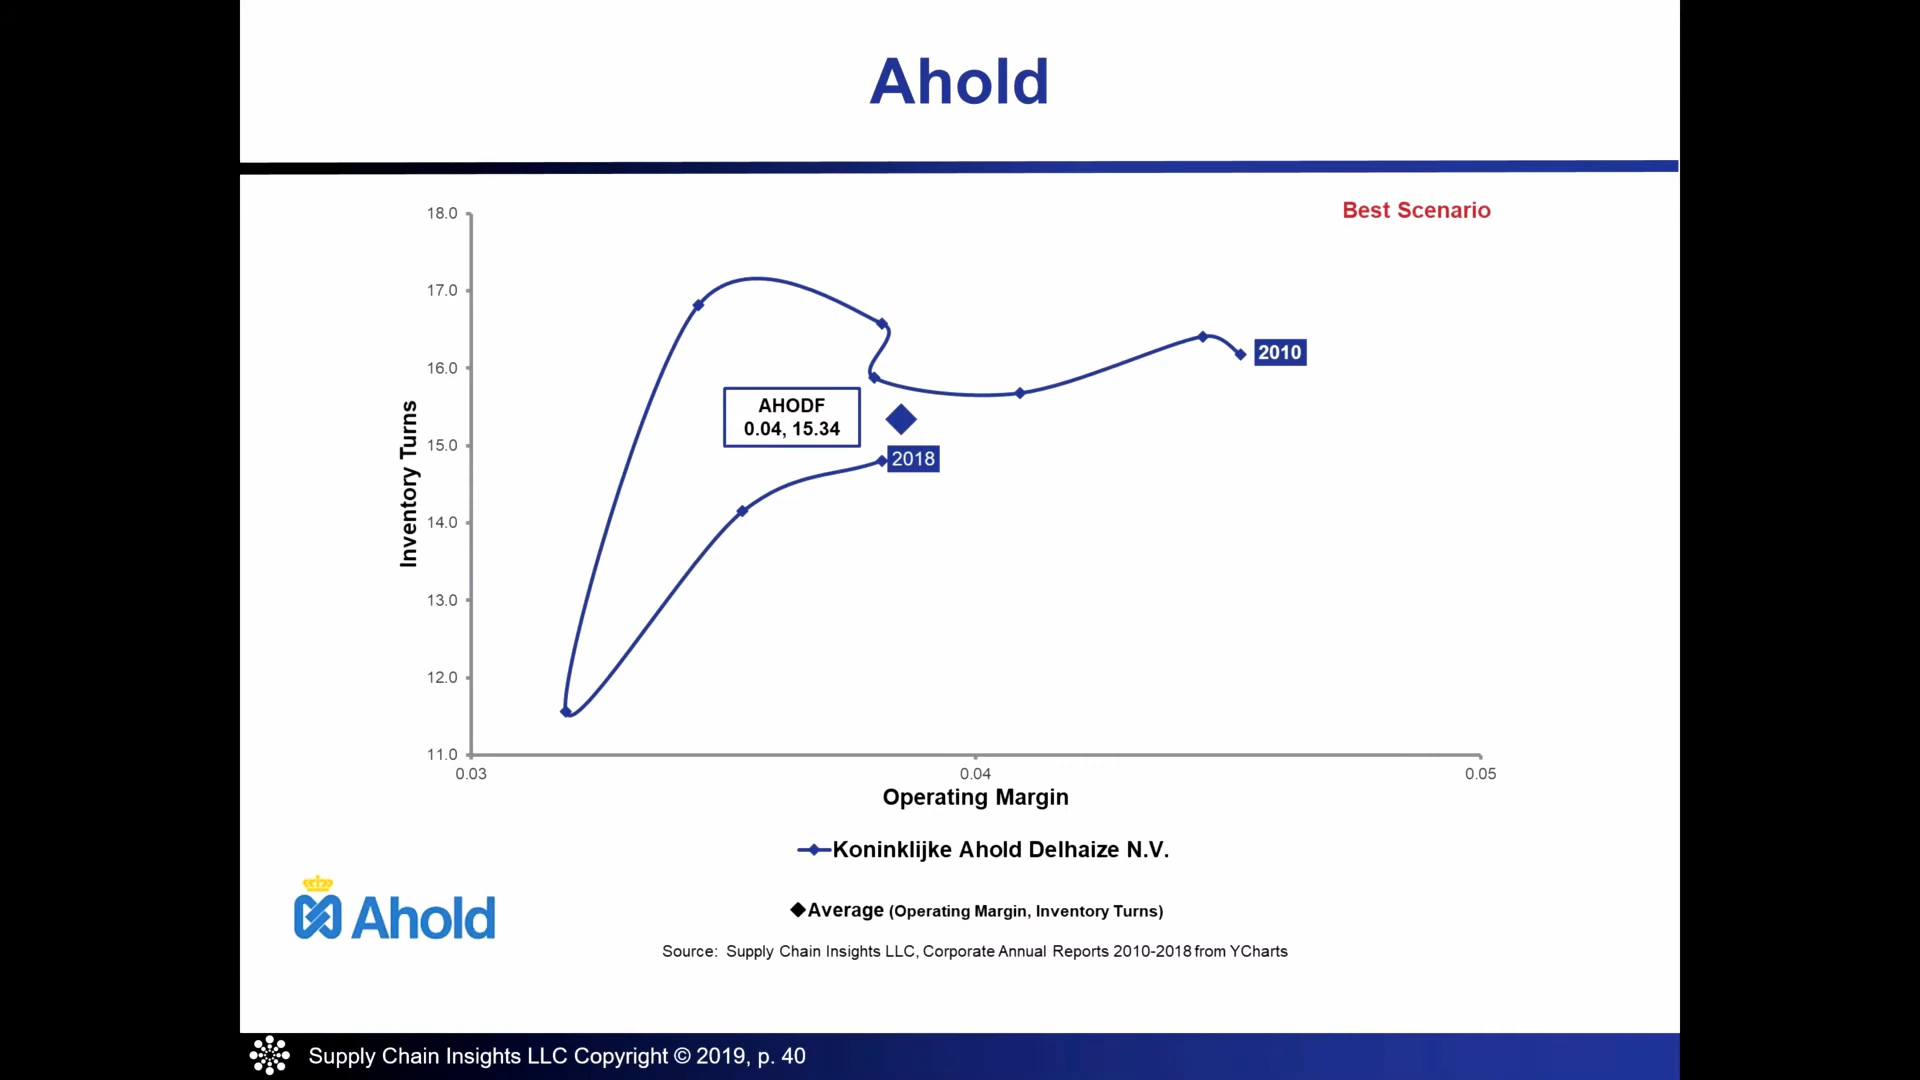 Ahold
Best Scenario
18.0
17.0
16.0
15.0
14.0
13.0
12.0
11.0
Inventory Turns
2010
AHODF
0.04, 15.34
2018
0.03
0.04
0.05
Operating Margin
Koninklijke Ahold Delhaize N.V.
Average (Operating Margin, Inventory Turns)
Ahold
Source: Supply Chain Insights LLC, Corporate Annual Reports 2010-2018 from YCharts
Supply Chain Insights LLC Copyright © 2019, p. 40